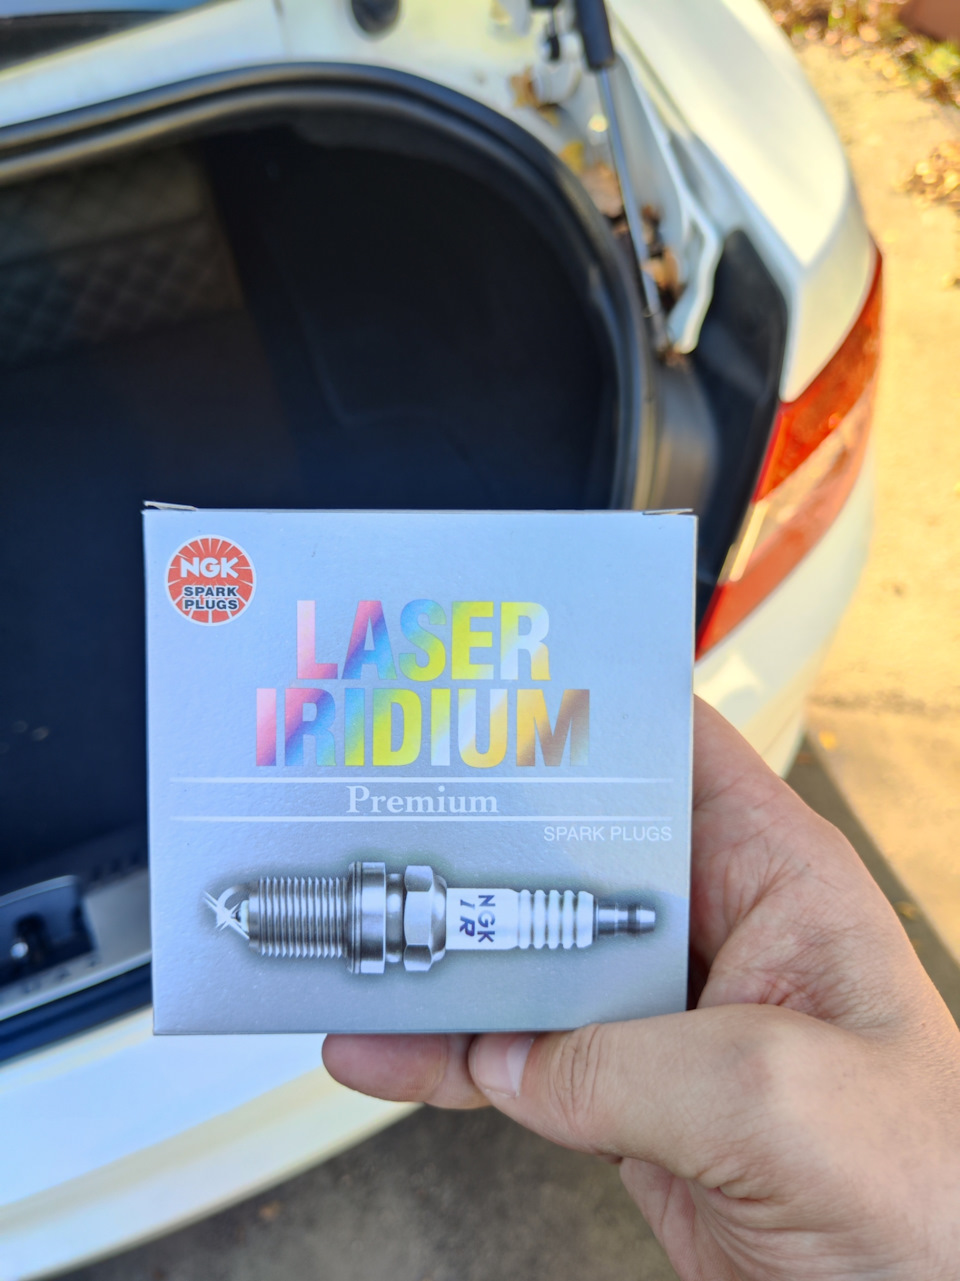 NGK
SPARK
PLUGS
LASER
IRIDIUM
Premium
SPARK PLUGS
NGK
IR